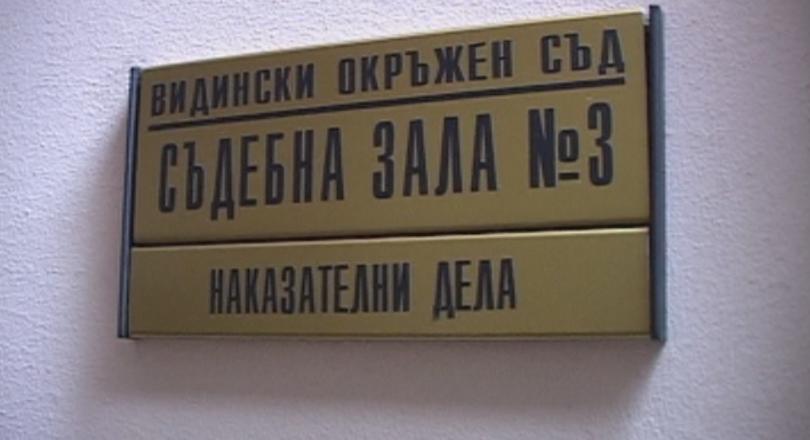 ВИДИНСКИ ОКРЪЖЕН СЪД
СЪДЕБНА ЗАЛА №3
НАКАЗАТЕЛНИ ДЕЛА